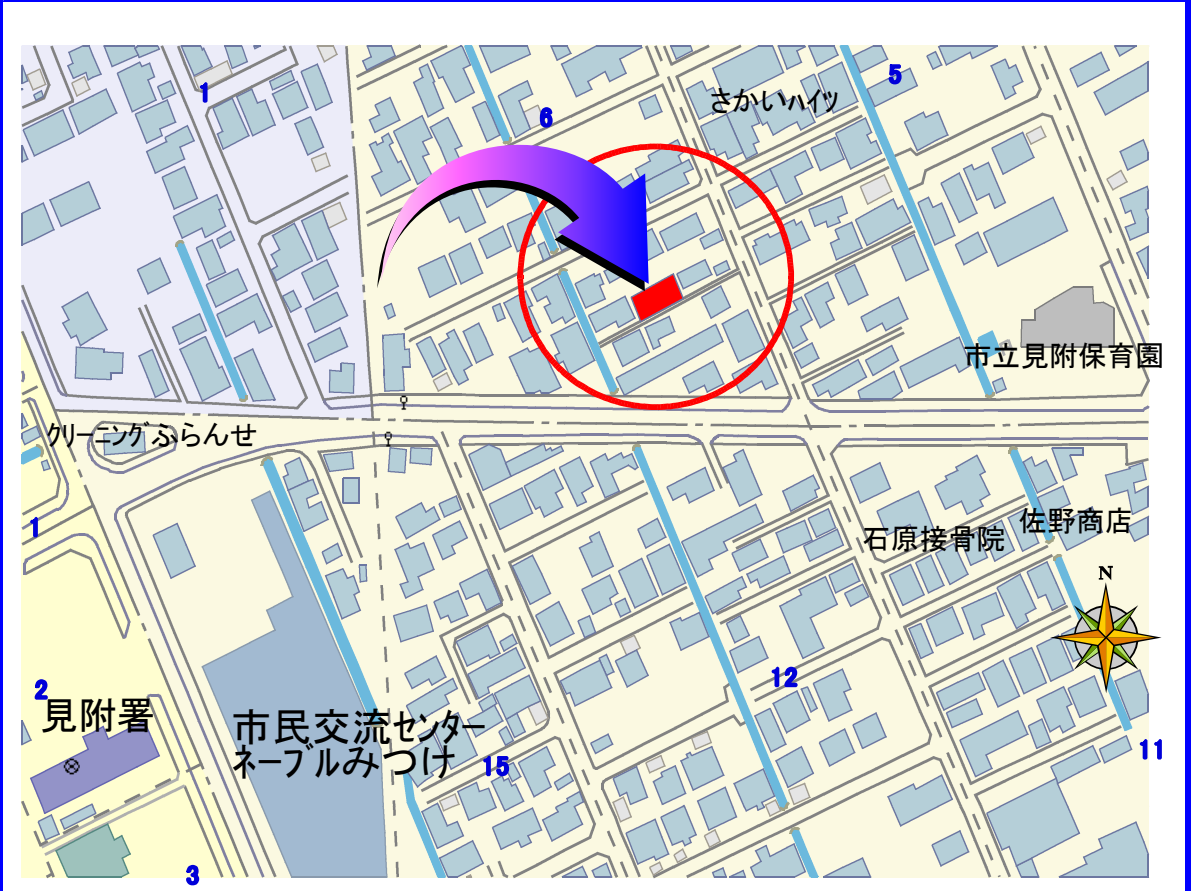 5
1
さかいハイツ
6
市立見附保育園
クリーニングふらんせ
1
佐野商店
石原接骨院
N
12
2
見附署
市民交流センター
ネーブルみつけ
15
11
3